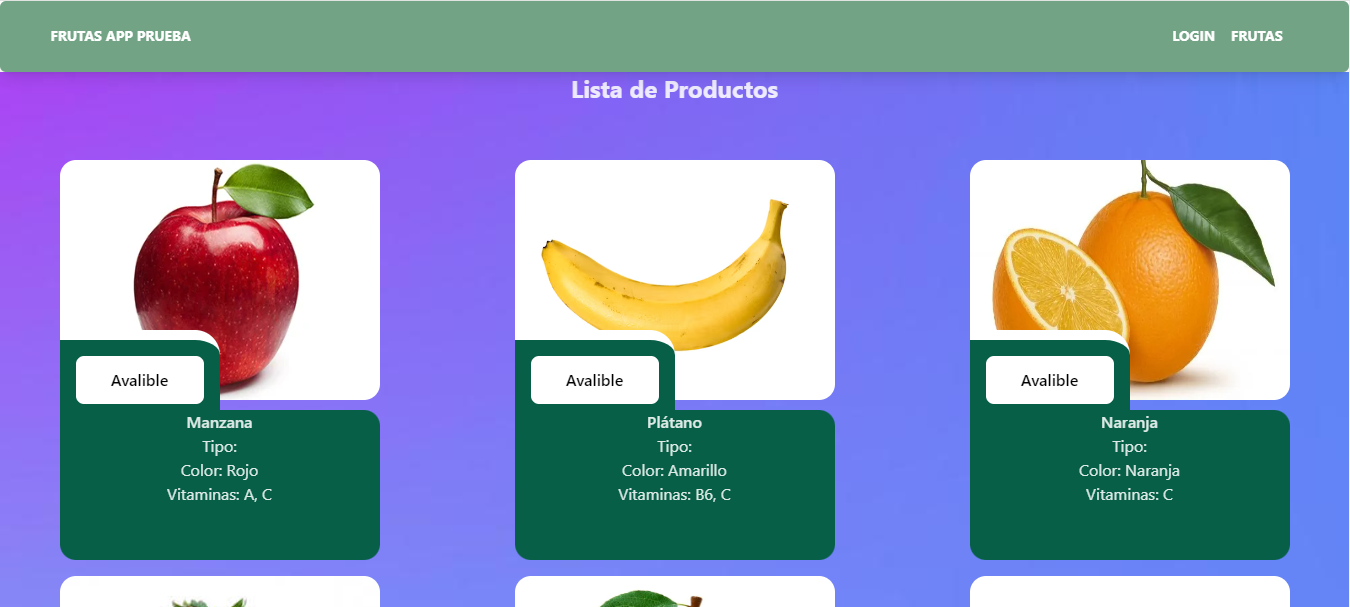 FRUTAS APP PRUEBA
LOGIN FRUTAS
Lista de Productos
Avalible
Manzana
Tipo:
Color: Rojo
Vitaminas: A, C
Avalible
Plátano
Tipo:
Color: Amarillo
Vitaminas: B6, C
Avalible
Naranja
Tipo:
Color: Naranja
Vitaminas: C